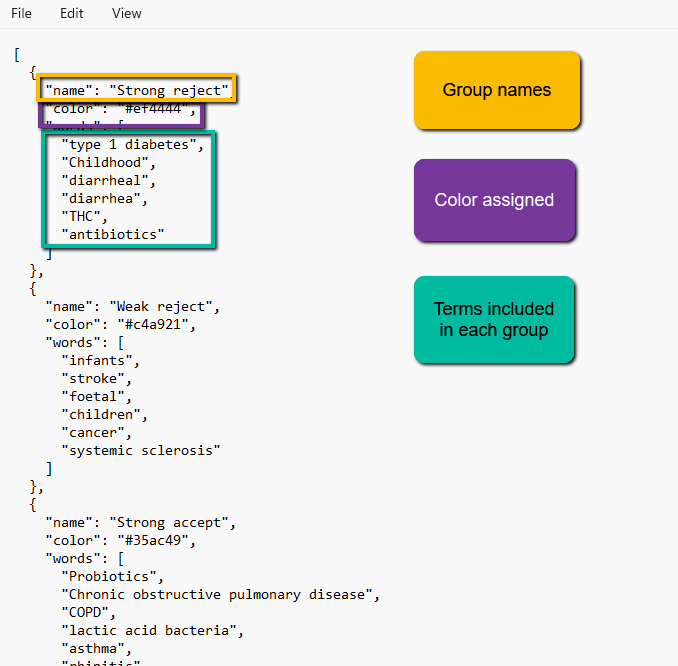 File Edit View
[
{
"name": "Strong reject"
"color": "#ef4444",
"type 1 diabetes",
"Childhood",
"diarrheal",
"diarrhea",
"THC",
"antibiotics"
]
},
{
"name": "Weak reject",
"color": "#c4a921",
"words": [
"infants",
"stroke",
"foetal",
"children",
"cancer",
"systemic sclerosis"
]
},
{
"name": "Strong accept",
"color": "#35ac49",
"words": [
"Probiotics",
"Chronic obstructive pulmonary disease",
"COPD",
"lactic acid bacteria",
"asthma",
Group names
Color assigned
Terms included
in each group